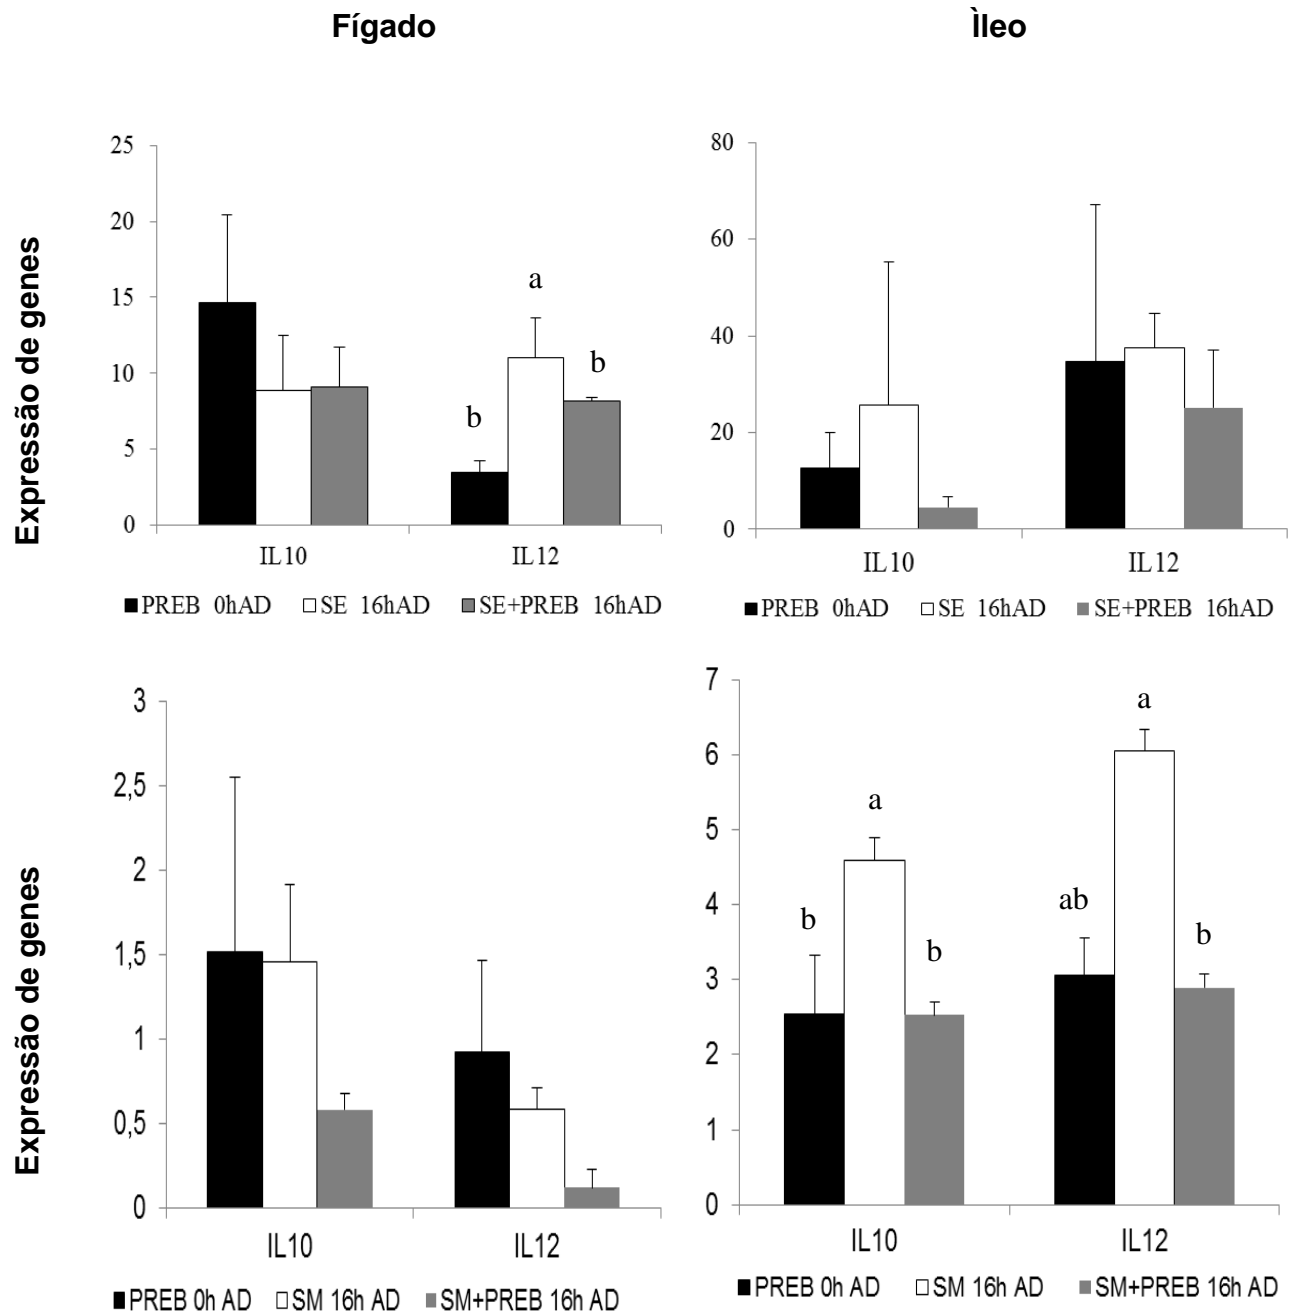 Fígado
Ìleo
Expressão de genes
25
20
15
10
5
0
a
b
b
IL10 IL12
PREB 0hAD SE 16hAD SE+PREB 16hAD
80
60
40
20
0
IL10 IL12
PREB 0hAD SE 16hAD SE+PREB 16hAD
Expressão de genes
3
2,5
2
1,5
1
0,5
0
IL10 IL12
PREB 0h AD SM 16h AD SM+PREB 16h AD
7
6
5
4
3
2
1
0
a
a
ab
b
b
b
IL10 IL12
PREB 0h AD SM 16h AD SM+PREB 16h AD